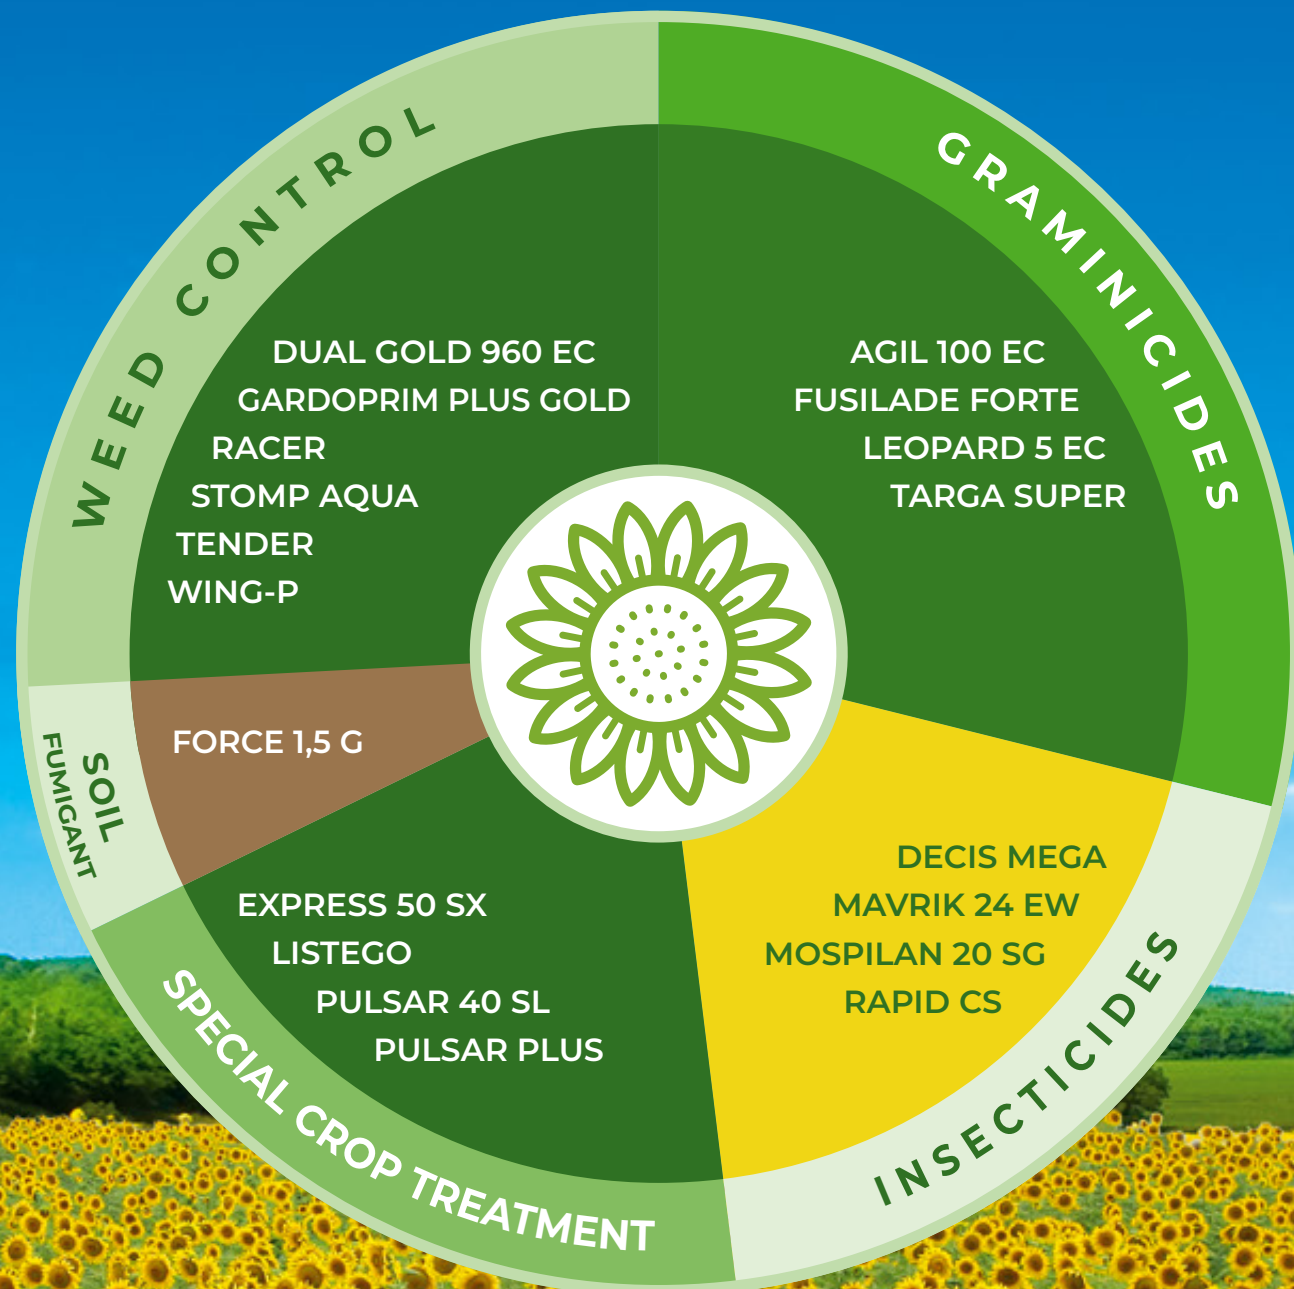 WEED CONTROL
DUAL GOLD 960 EC
GARDOPRIM PLUS GOLD
RACER
STOMP AQUA
TENDER
WING-P
GRAMINICIDES
AGIL 100 EC
FUSILADE FORTE
LEOPARD 5 EC
TARGA SUPER
SOIL
FUMIGANT
FORCE 1,5 G
SPECIAL CROP TREATMENT
EXPRESS 50 SX
LISTEGO
PULSAR 40 SL
PULSAR PLUS
INSECTICIDES
DECIS MEGA
MAVRIK 24 EW
MOSPILAN 20 SG
RAPID CS